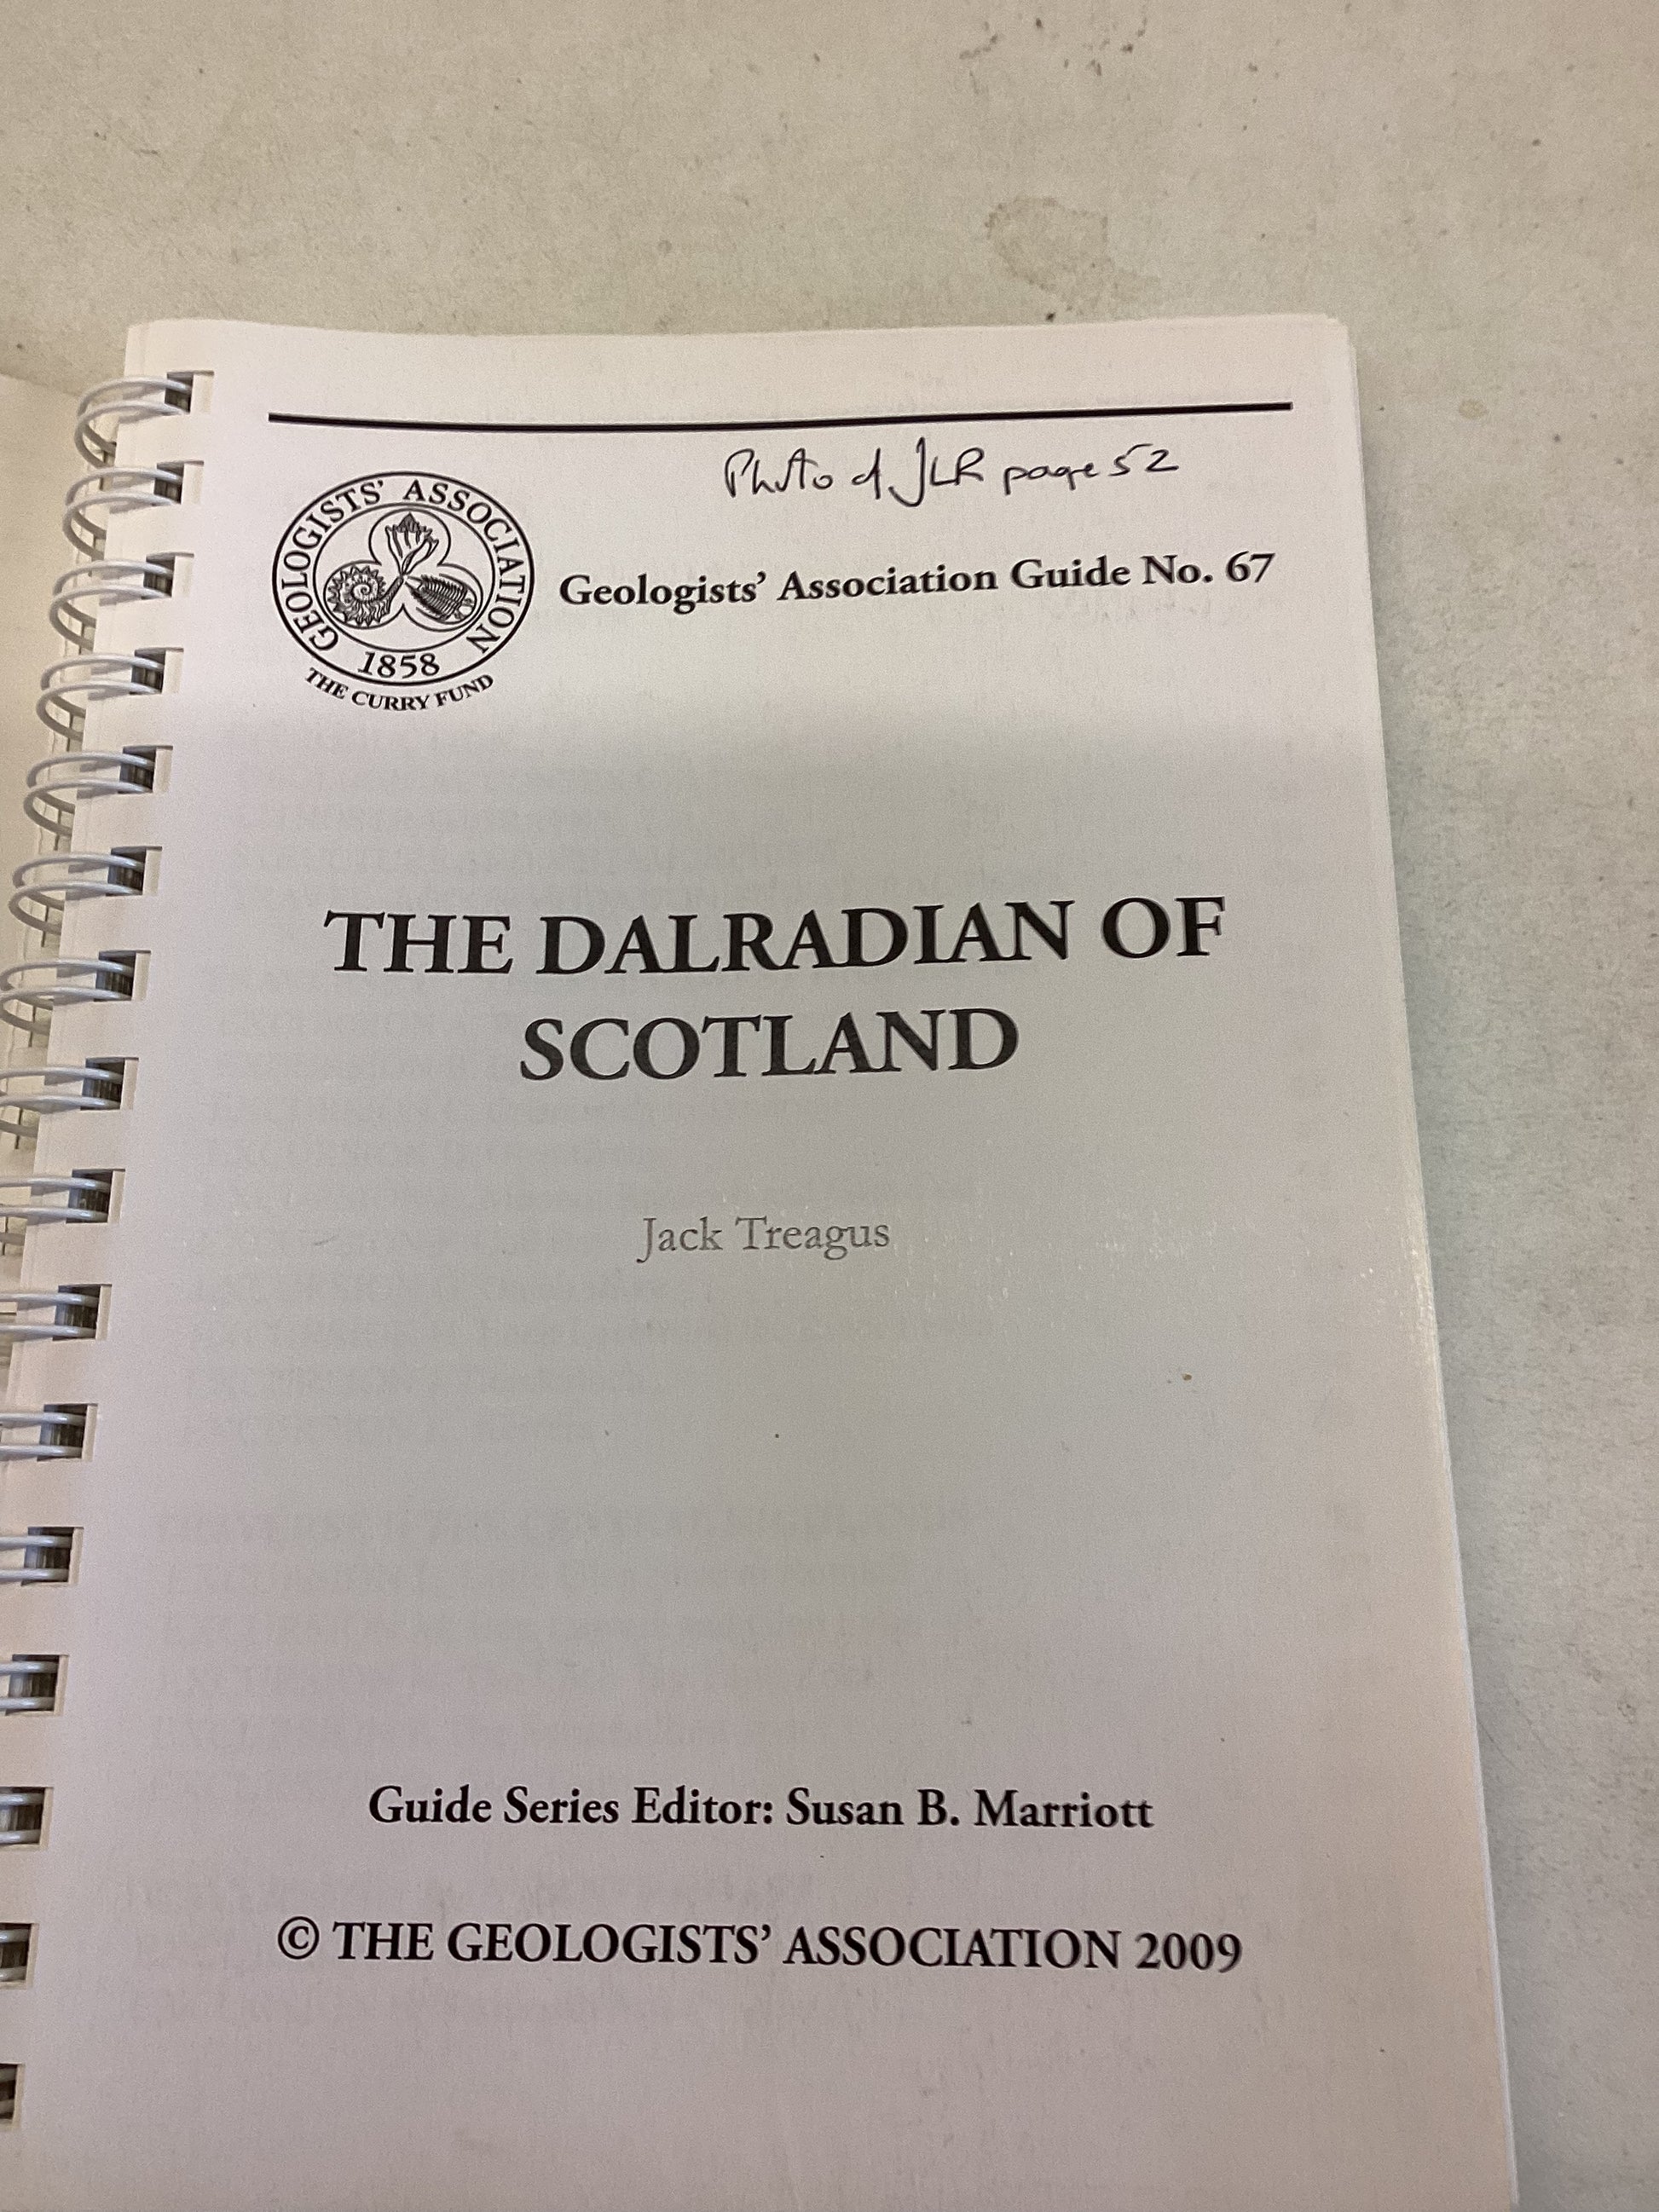 Photo of JLR page 52
GEOLOGISTS' ASSOCIATION
1858
THE CURRY FUND
Geologists' Association Guide No. 67
THE DALRADIAN OF
SCOTLAND
Jack Treagus
Guide Series Editor: Susan B. Marriott
© THE GEOLOGISTS' ASSOCIATION 2009